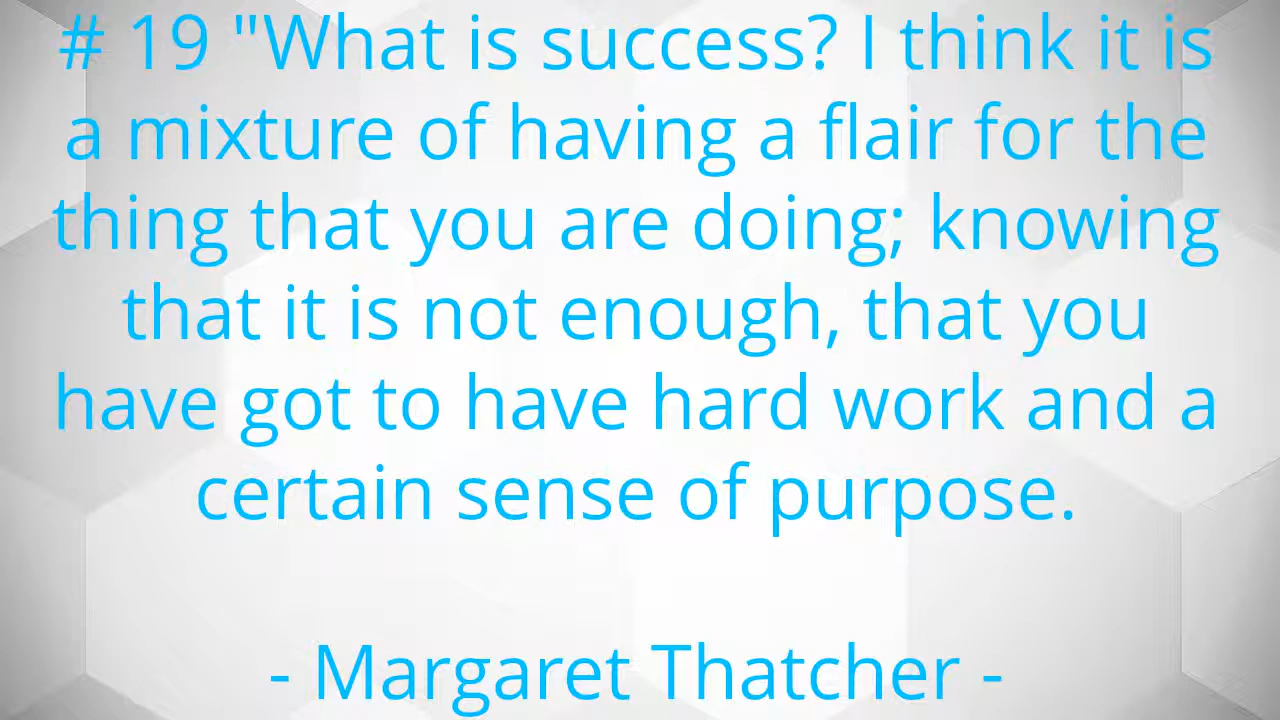 # 19 "What is success? I think it is
a mixture of having a flair for the
thing that you are doing; knowing
that it is not enough, that you
have got to have hard work and a
certain sense of purpose.
- Margaret Thatcher -